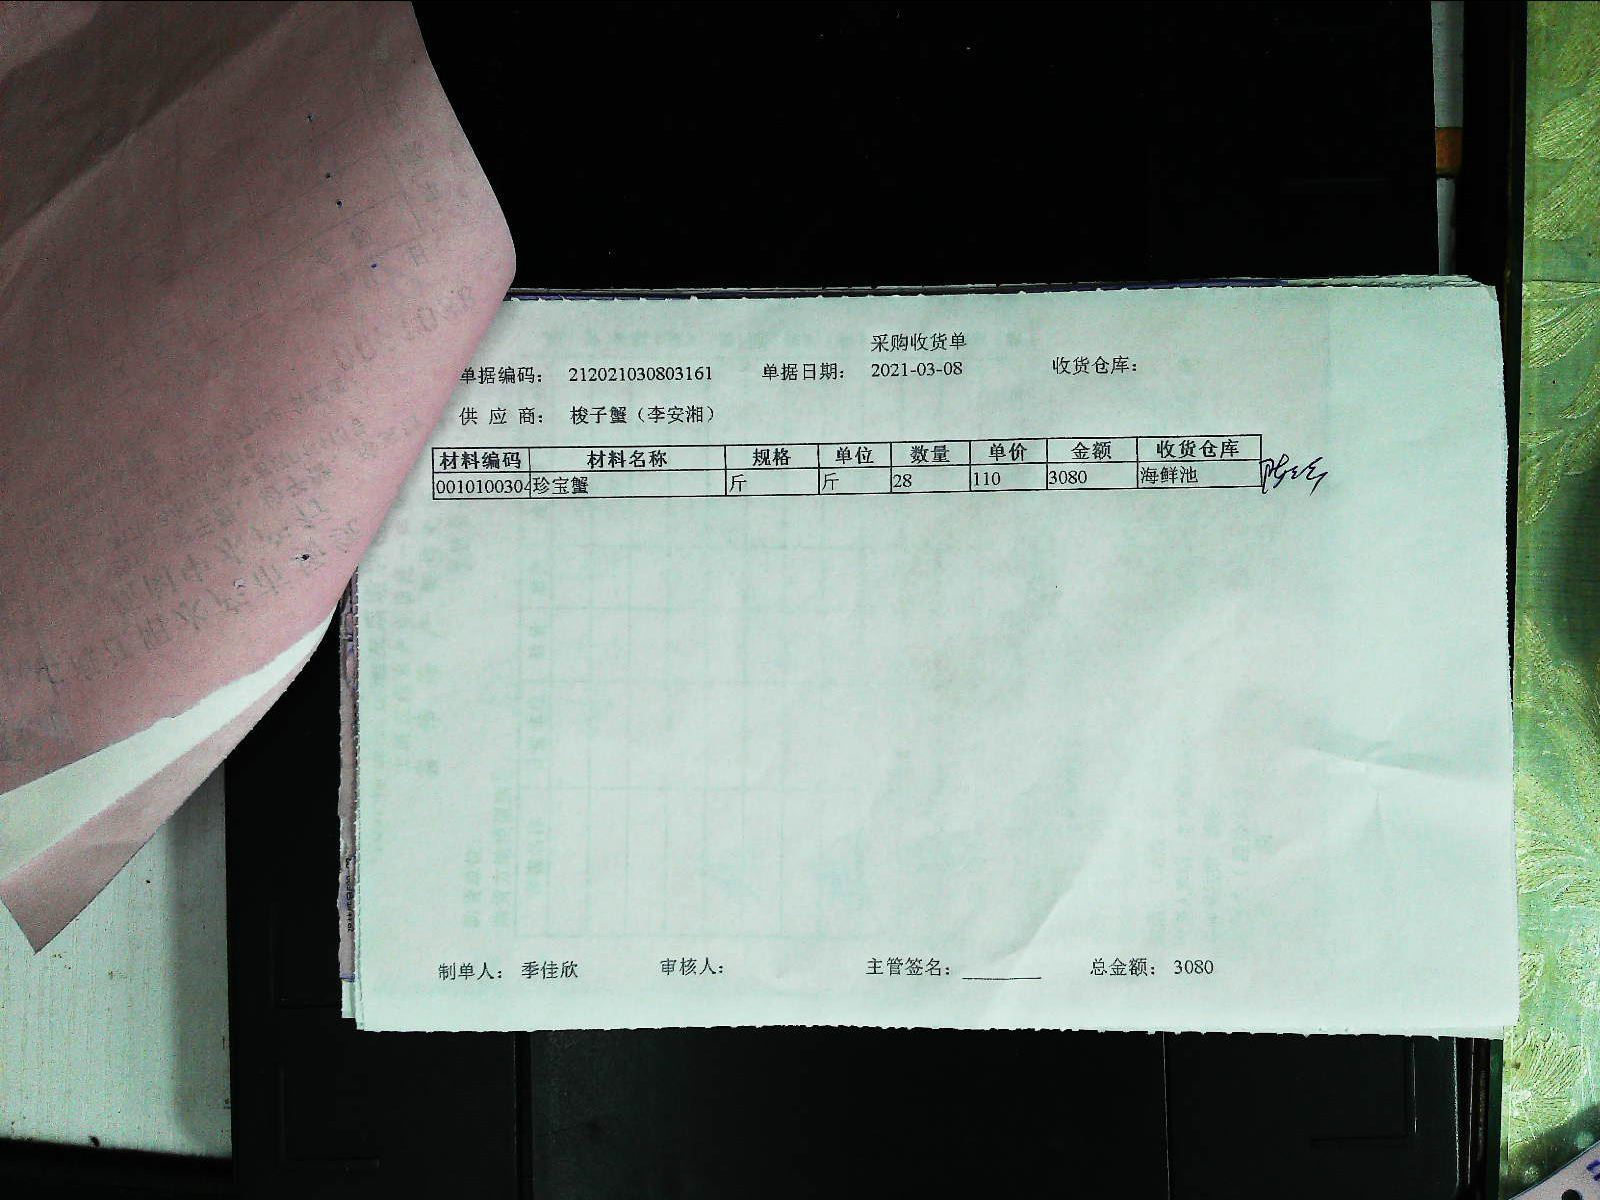 采购收货单
单据编码： 212021030803161 单据日期： 2021-03-08 收货仓库：
供 应 商： 梭子蟹（李安湘）
材料编码 材料名称 规格 单位 数量 单价 金额 收货仓库
0010100304 珍宝蟹 斤 斤 28 110 3080 海鲜池
制单人： 季佳欣 审核人： 主管签名： 总金额： 3080